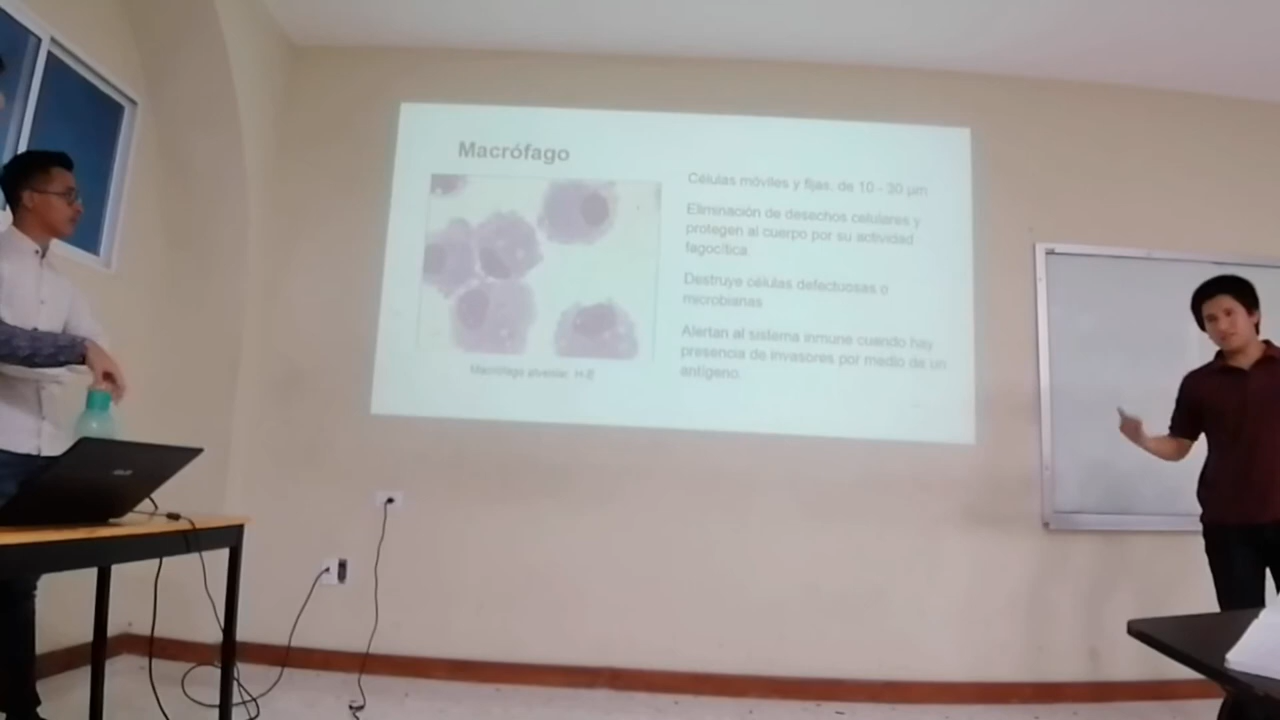 Macrófago
Células móviles y fijas, de 10 - 30 µm
Eliminación de desechos celulares y
protegen al cuerpo por su actividad
fagocítica.
Destruye células defectuosas o
microbianas
Alertan al sistema inmune cuando hay
presencia de invasores por medio de un
antígeno.
Macrófago alveolar. H-E